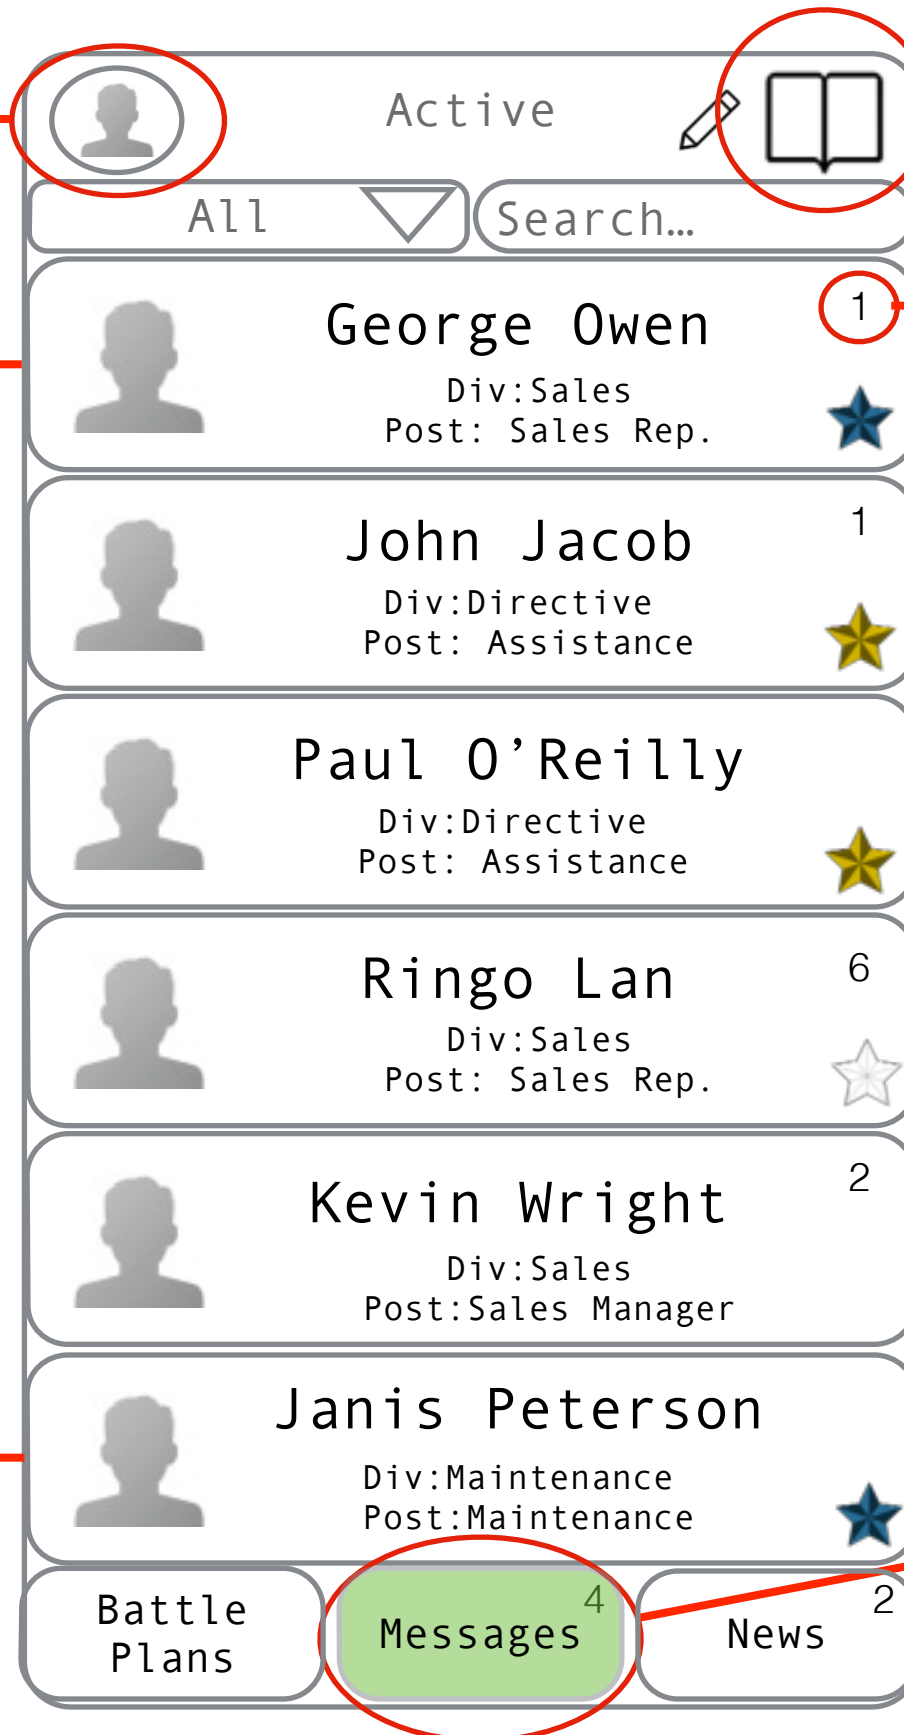 Active
All
Search…
George Owen
1
Div:Sales
Post: Sales Rep.
John Jacob
1
Div:Directive
Post: Assistance
Paul O’Reilly
Div:Directive
Post: Assistance
Ringo Lan
6
Div:Sales
Post: Sales Rep.
Kevin Wright
2
Div:Sales
Post:Sales Manager
Janis Peterson
Div:Maintenance
Post:Maintenance
Battle
Plans
Messages
4
News
2